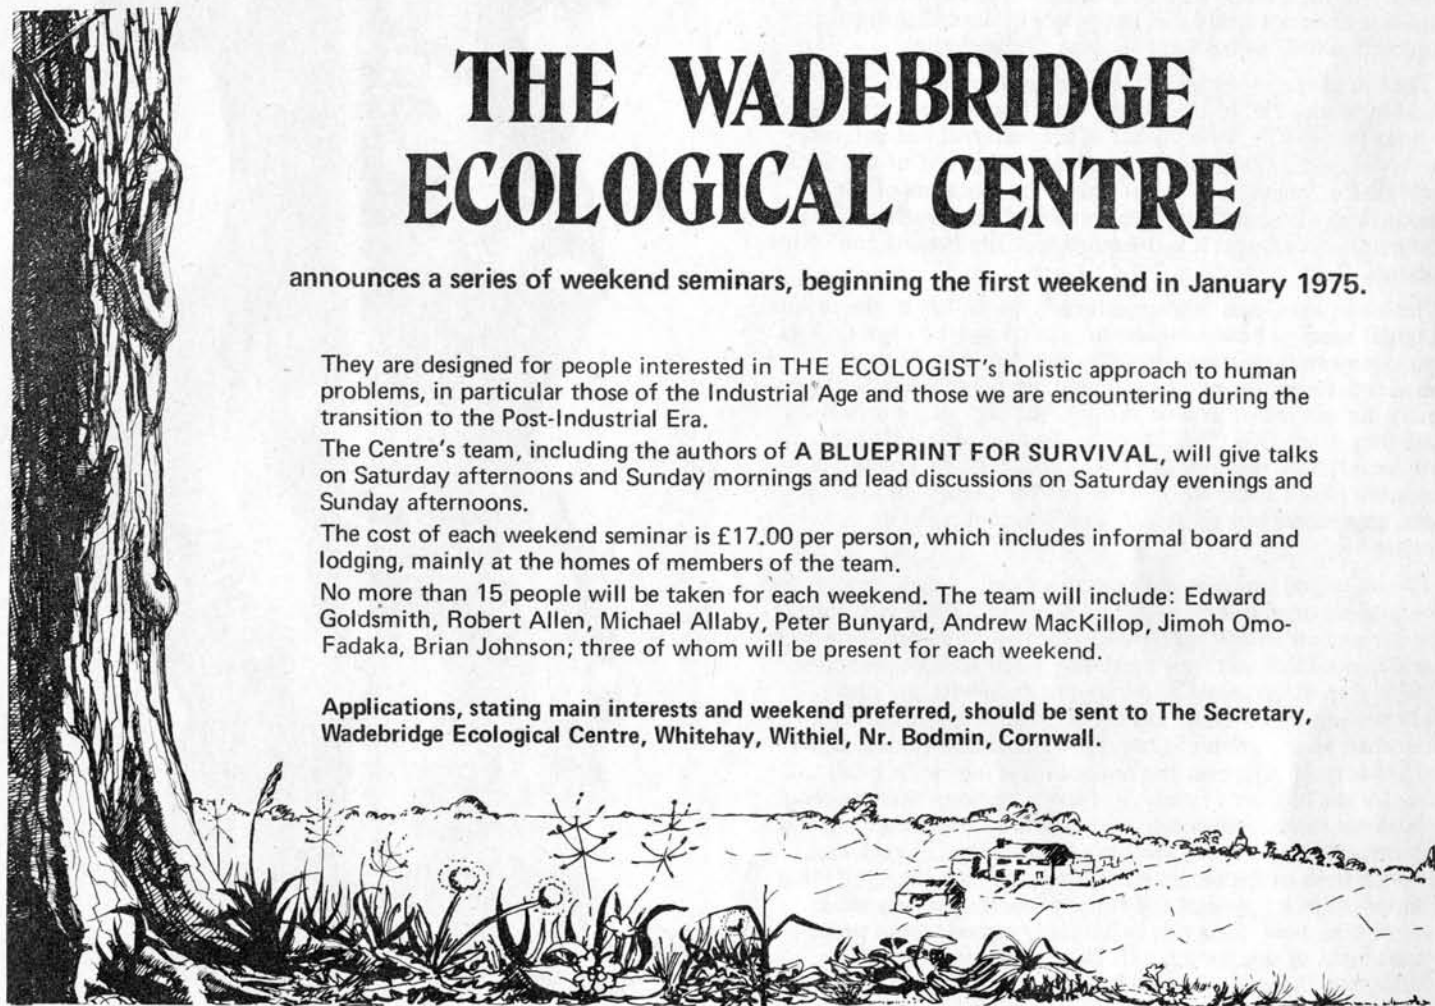 THE WADEBRIDGE
ECOLOGICAL CENTRE
announces a series of weekend seminars, beginning the first weekend in January 1975.
They are designed for people interested in THE ECOLOGIST's holistic approach to human
problems, in particular those of the Industrial Age and those we are encountering during the
transition to the Post-Industrial Era.
The Centre's team, including the authors of A BLUEPRINT FOR SURVIVAL, will give talks
on Saturday afternoons and Sunday mornings and lead discussions on Saturday evenings and
Sunday afternoons.
The cost of each weekend seminar is £17.00 per person, which includes informal board and
lodging, mainly at the homes of members of the team.
No more than 15 people will be taken for each weekend. The team will include: Edward
Goldsmith, Robert Allen, Michael Allaby, Peter Bunyard, Andrew MacKillop, Jimoh Omo-
Fadaka, Brian Johnson; three of whom will be present for each weekend.
Applications, stating main interests and weekend preferred, should be sent to The Secretary,
Wadebridge Ecological Centre, Whitehay, Withiel, Nr. Bodmin, Cornwall.